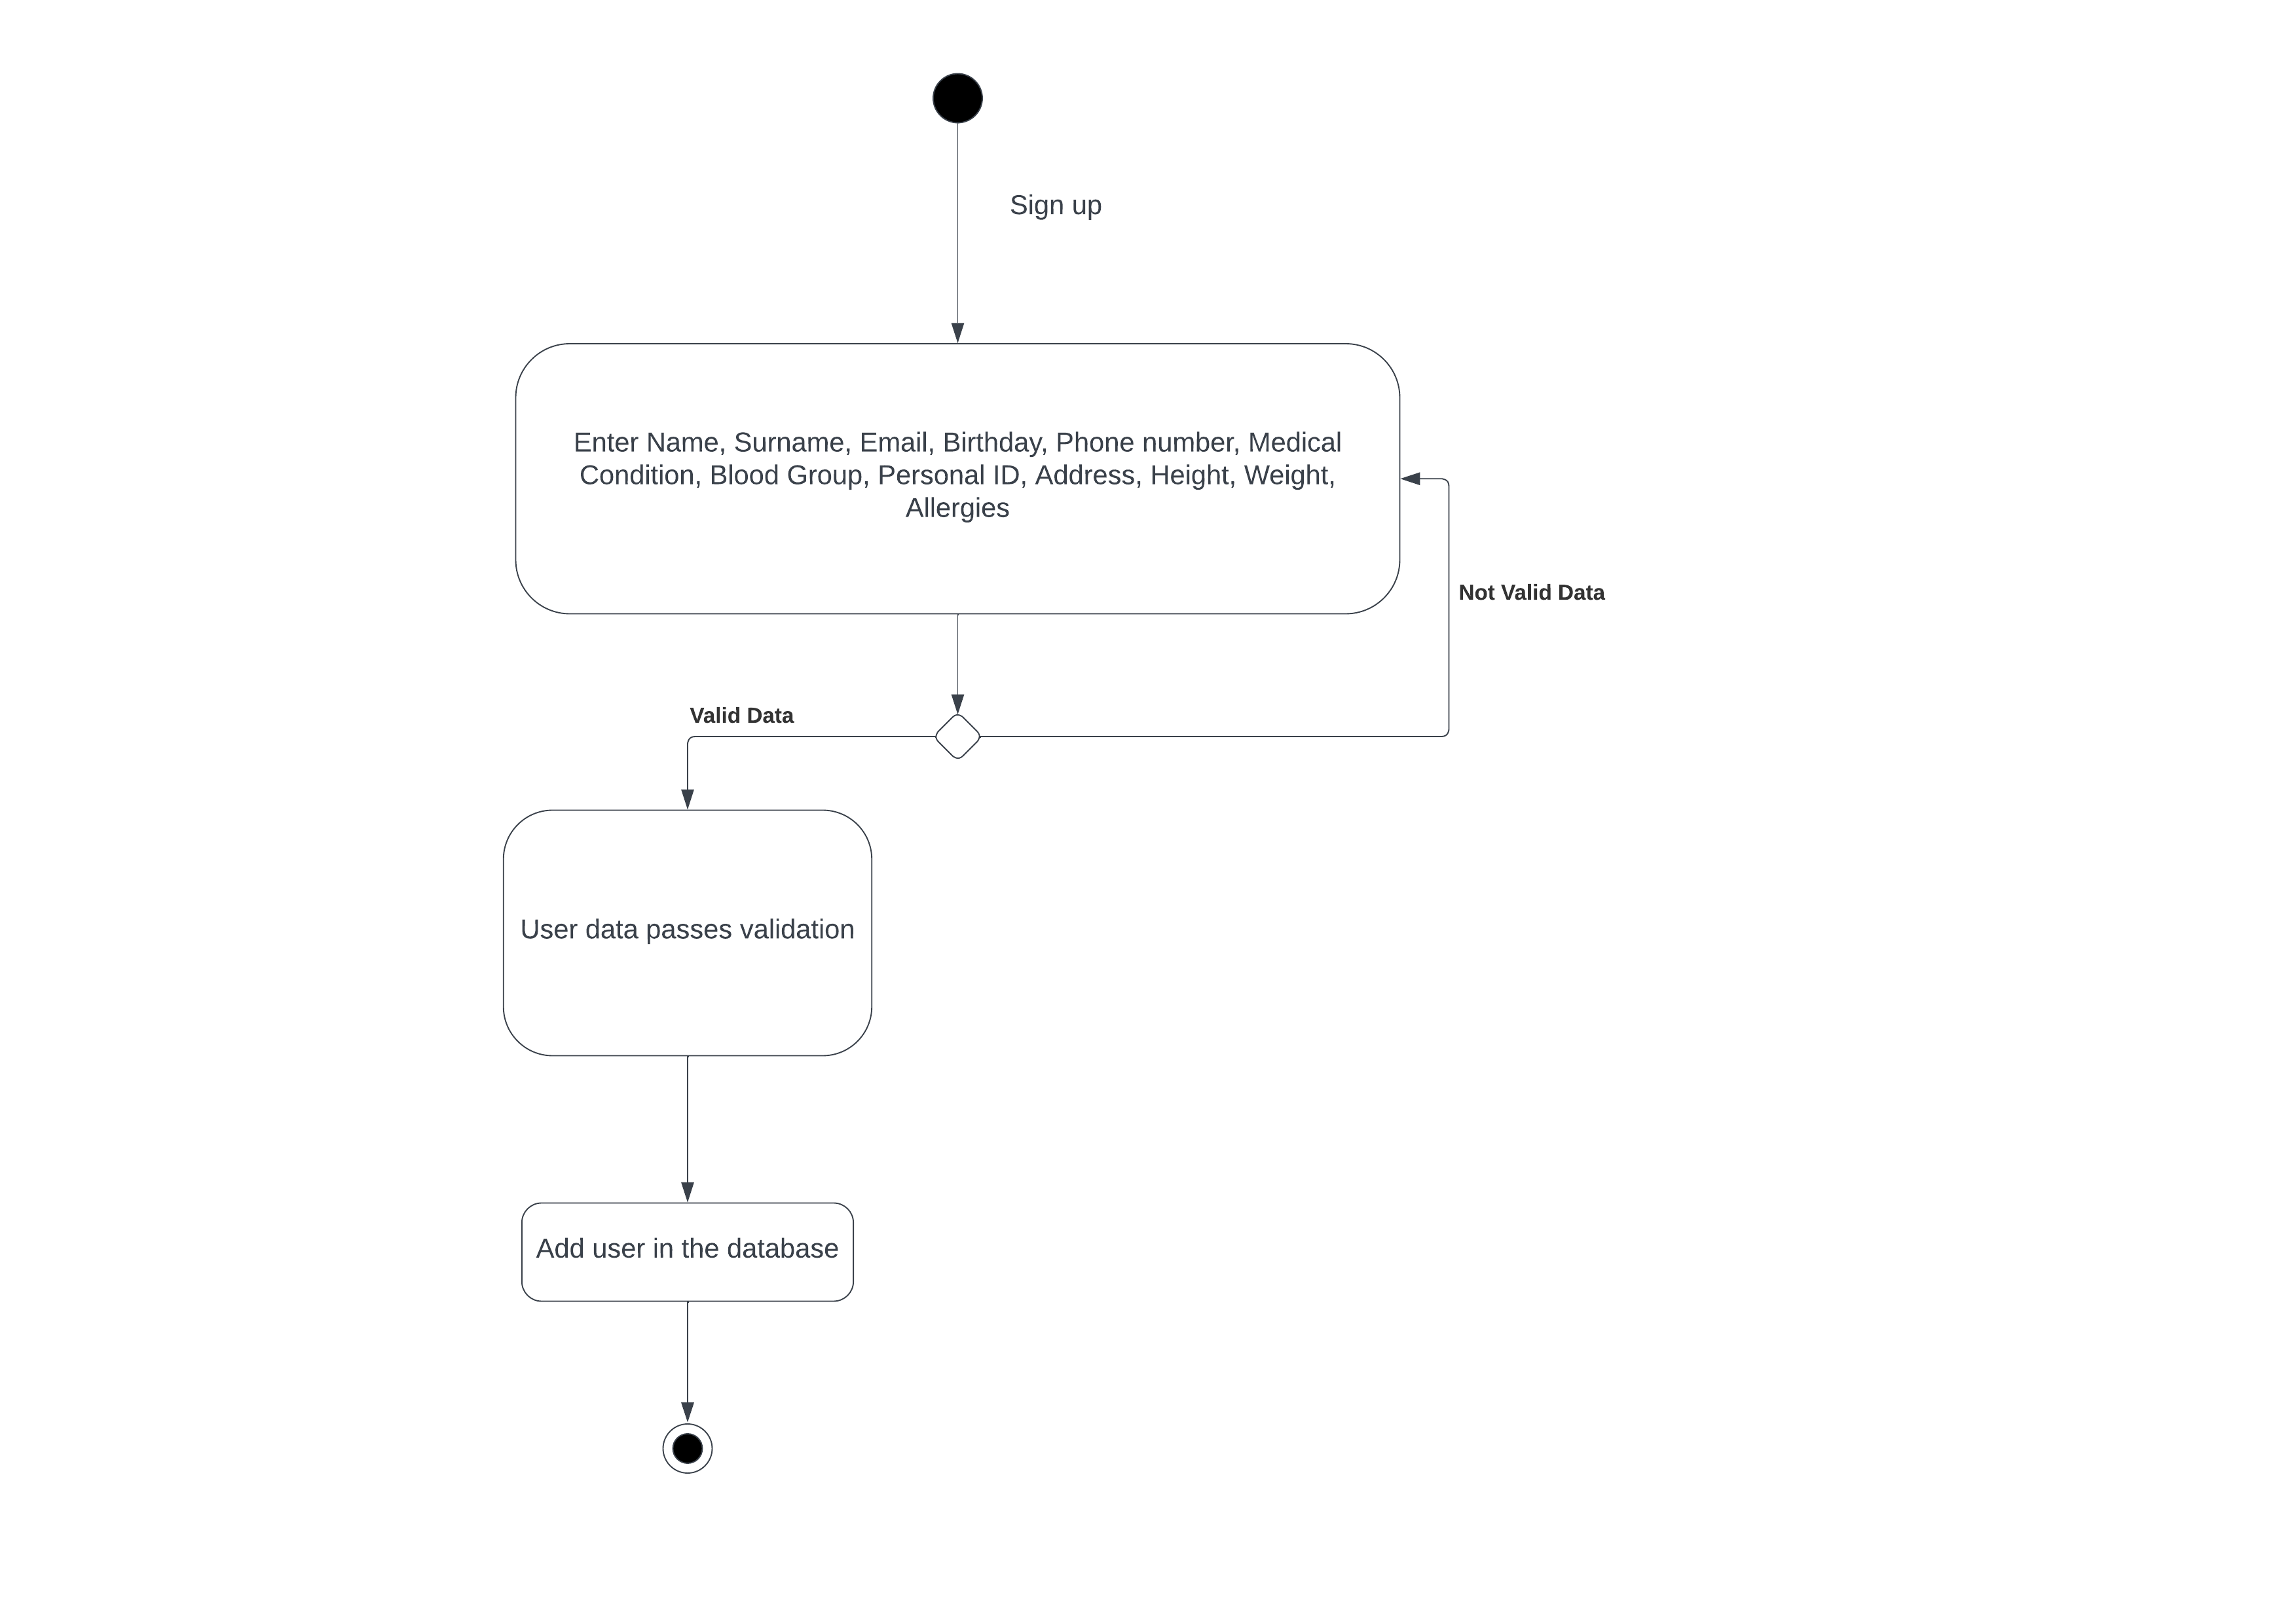 Sign up
Enter Name, Surname, Email, Birthday, Phone number, Medical
Condition, Blood Group, Personal ID, Address, Height, Weight,
Allergies
Not Valid Data
Valid Data
User data passes validation
Add user in the database